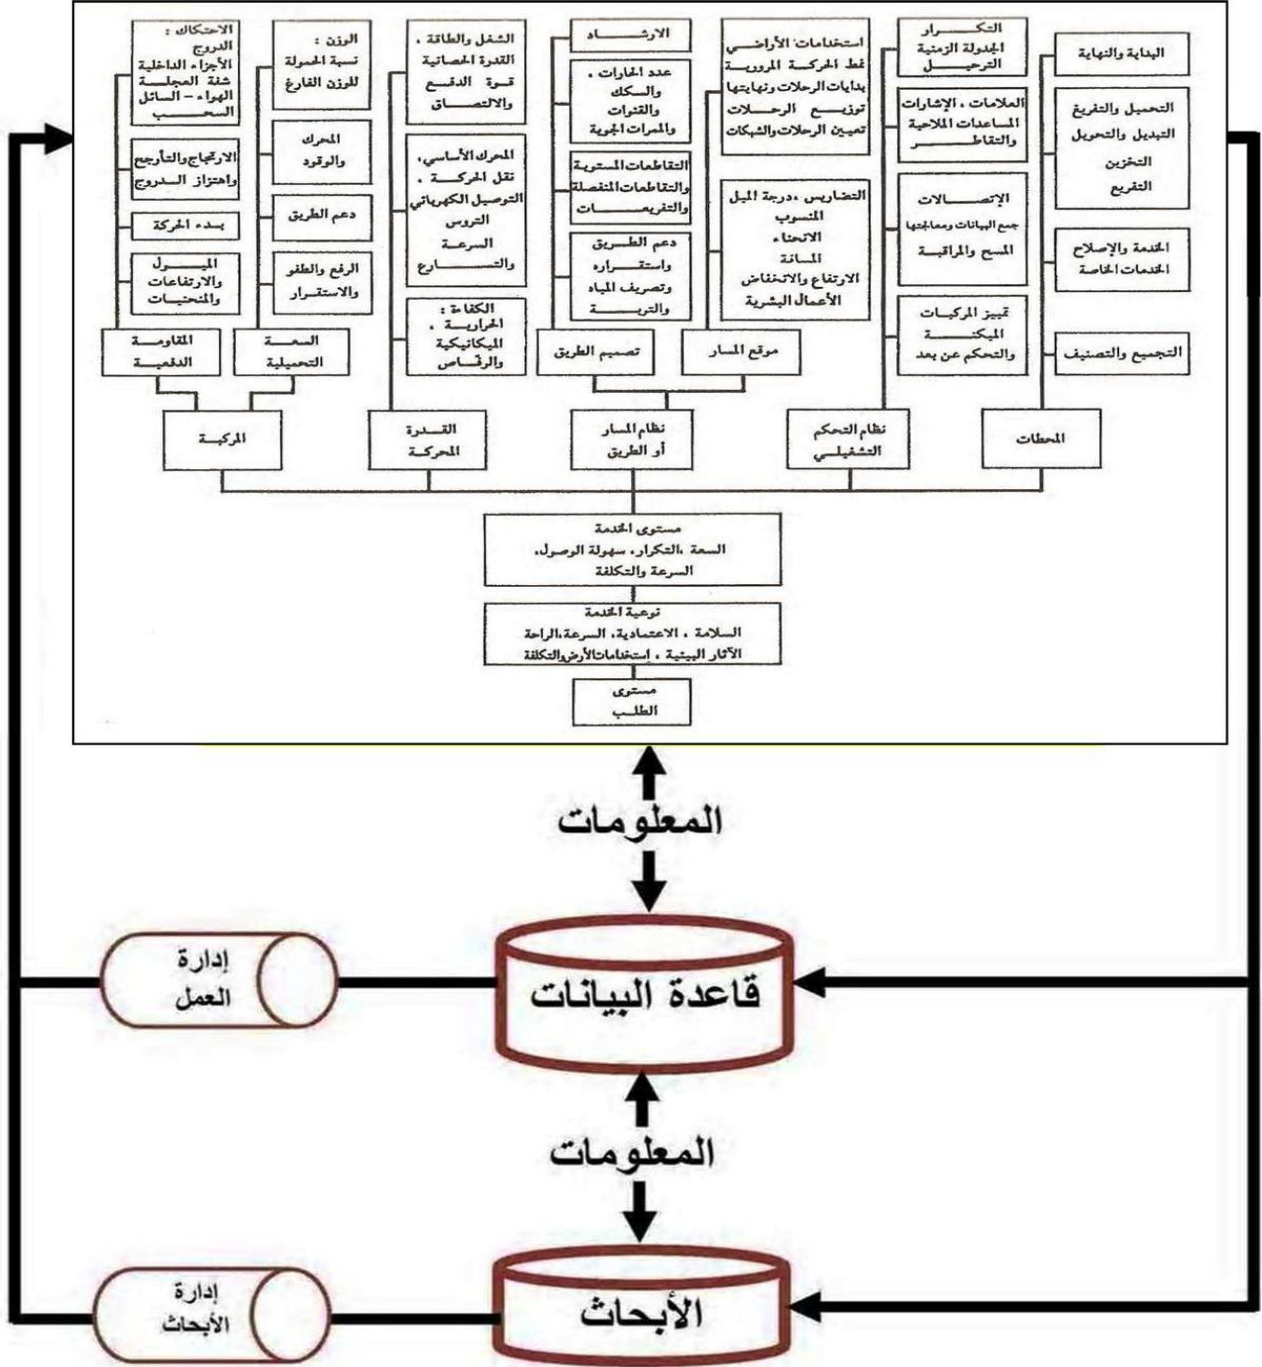 البداية والنهاية
التحميل والتفريغ
التبديل والتحويل
التخزين
التفريع
الخدمة والإصلاح
الخدمات الخاصة
التجميع والتصنيف
المحطات
التكرار
الجدولة الزمنية
الترحيل
العلامات ، الإشارات
المساعدات الملاحية
والتقاطر
الإتصالات
جمع البيانات ومعالجتها
المسح والمراقبة
تمييز المركبات
الميكنة
والتحكم عن بعد
نظام التحكم
التشغيلي
استخدامات الأراضي
نمط الحركة المرورية
بدايات الرحلات ونهايتها
توزيع الرحلات
تعيين الرحلات والشبكات
التضاريس ،درجة الميل
المنسوب
الانحناء
الارتفاع والانخفاض
الأعمال البشرية
موقع المسار
الارشاد
عدد الحارات ،
والسكك
والقنوات
والممرات الجوية
التقاطعات المستوية
والتقاطعات المنفصلة
والتفريعات
دعم الطريق
واستقراره
وتصريف المياه
والتربة
تصميم الطريق
نظام المسار
أو الطريق
الشغل والطاقة ،
القدرة الحصانية
قوة الدفع
والالتصاق
المحرك الأساسي،
نقل الحركة ،
التوصيل الكهربائي
التروس
السرعة
والتسارع
الكفاءة :
الحرارية ،
الميكانيكية
والرقاص
القدرة
المحركة
الوزن :
نسبة الحمولة
للوزن الفارغ
المحرك
والوقود
دعم الطريق
الرفع والطفو
والاستقرار
السعة
التحميلية
الاحتكاك :
الدروج
الأجزاء الداخلية
شفة العجلة
الهواء – السائل
السحب
الارتجاج والتأرجح
واهتزاز الدروج
بدء الحركة
الميول
والارتفاعات
والمنحنيات
المقاومة
الدفعية
المركبة
مستوى الخدمة
السعة ،التكرار، سهولة الوصول،
السرعة والتكلفة
نوعية الخدمة
السلامة ، الاعتمادية، السرعة،الراحة
الآثار البيئية ، إستخدامات الأرض والتكلفة
مستوى
الطلب
المعلومات
إدارة
العمل
قاعدة البيانات
المعلومات
إدارة
الأبحاث
الأبحاث